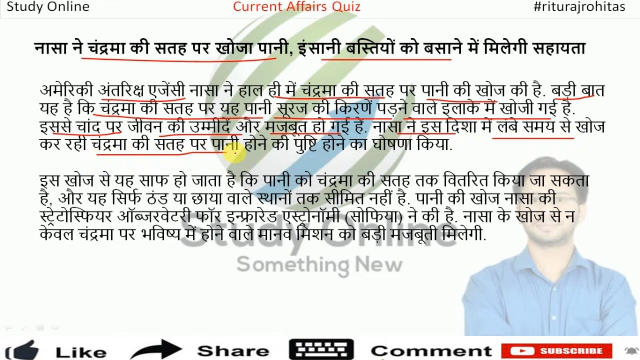 Study Online Current Affairs Quiz #riturajrohitas
नासा ने चंद्रमा की सतह पर खोजा पानी, इंसानी बस्तियों को बसाने में मिलेगी सहायता
अमेरिकी अंतरिक्ष एजेंसी नासा ने हाल ही में चंद्रमा की सतह पर पानी की खोज की है. बड़ी बात
यह है कि चंद्रमा की सतह पर यह पानी सूरज की किरणें पड़ने वाले इलाके में खोजी गई है.
इससे चांद पर जीवन की उम्मीदें और मजबूत हो गई है. नासा ने इस दिशा में लंबे समय से खोज
कर रही चंद्रमा की सतह पर पानी होने की पुष्टि होने का घोषणा किया.
इस खोज से यह साफ हो जाता है कि पानी को चंद्रमा की सतह तक वितरित किया जा सकता
है, और यह सिर्फ ठंड या छाया वाले स्थानों तक सीमित नहीं है. पानी की खोज नासा की
स्ट्रेटोस्फियर ऑब्जरवेटरी फॉर इन्फ्रारेड एस्ट्रोनॉमी (सोफिया) ने की है. नासा के खोज से न
केवल चंद्रमा पर भविष्य में होने वाले मानव मिशन को बड़ी मजबूती मिलेगी.
Study Online
Something New
Like Share Comment SUBSCRIBE